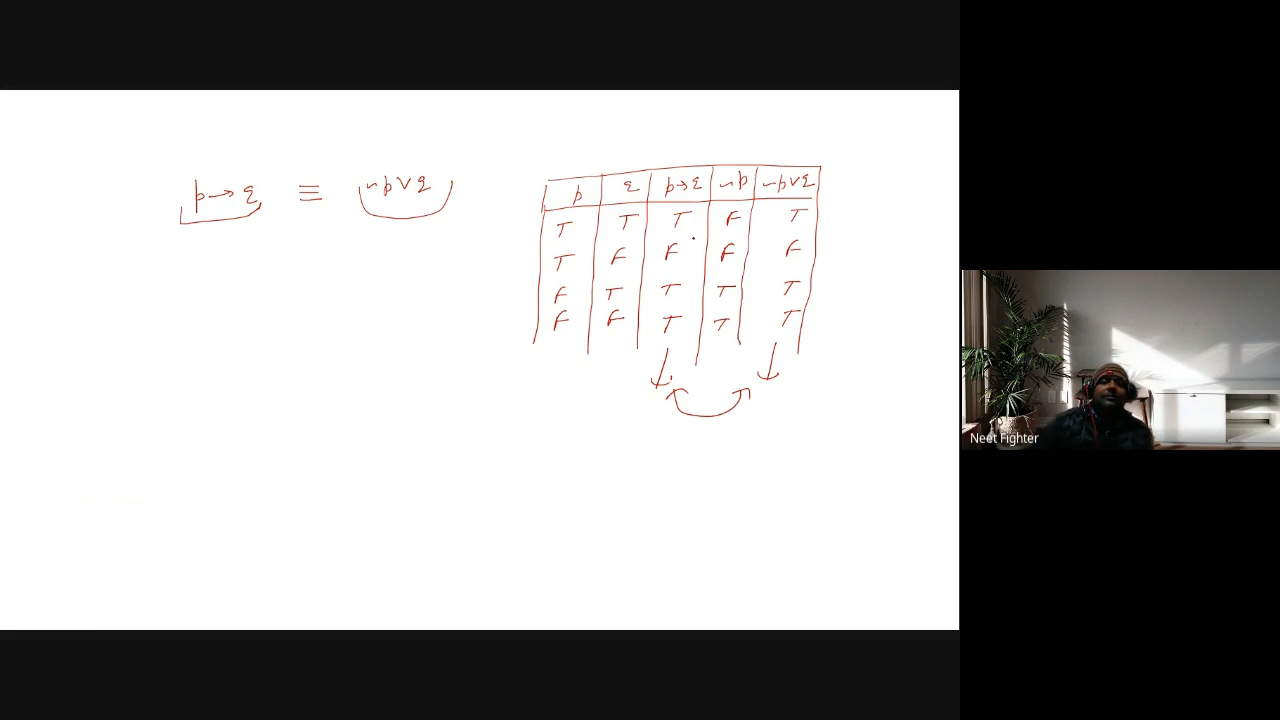 p→q ≡ ~p∨q
p q p→q ~p ~p∨q
T T T F T
T F F F F
F T T T T
F F T T T
Neet Fighter